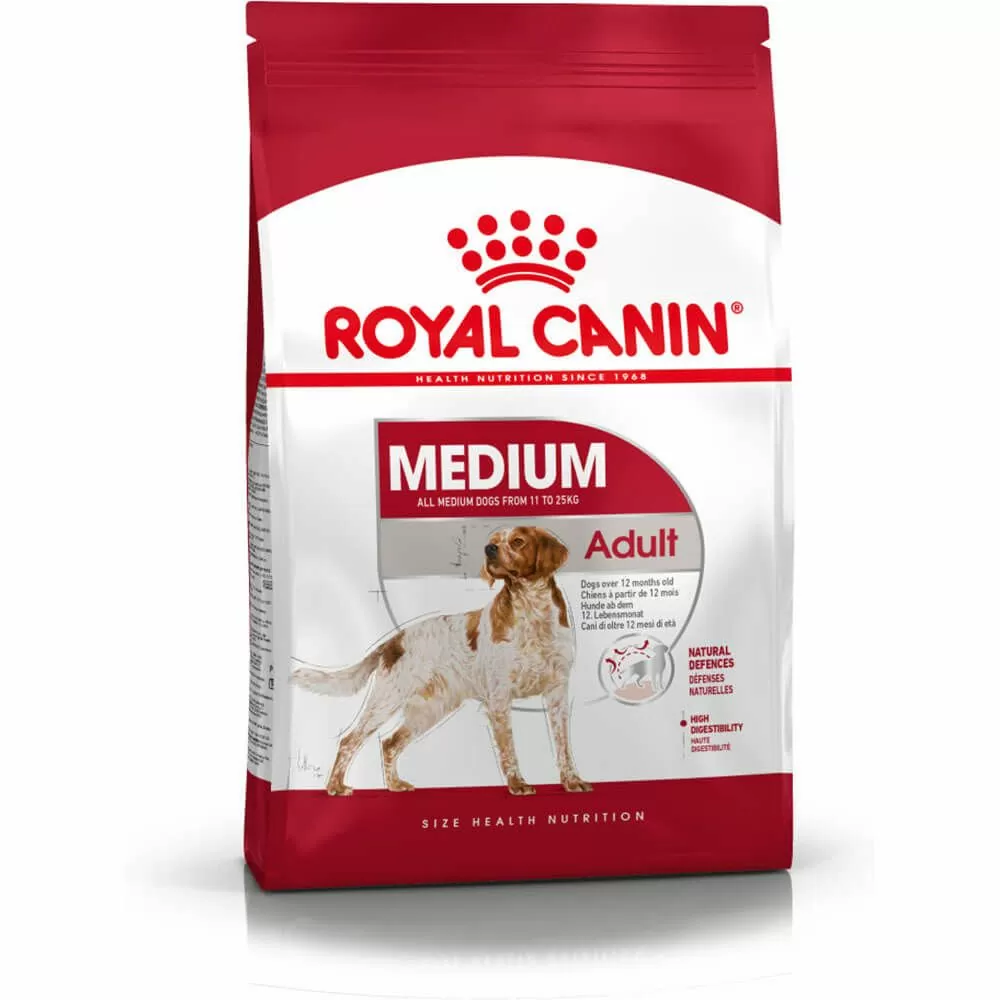 ROYAL CANIN®
HEALTH NUTRITION SINCE 1968
MEDIUM
ALL MEDIUM DOGS FROM 11 TO 25KG
Adult
Dogs over 12 months old
Chiens à partir de 12 mois
Hunde ab dem
12. Lebensmonat
Cani di oltre 12 mesi di età
NATURAL
DEFENCES
DÉFENSES
NATURELLES
HIGH
DIGESTIBILITY
HAUTE
DIGESTIBILITÉ
SIZE HEALTH NUTRITION